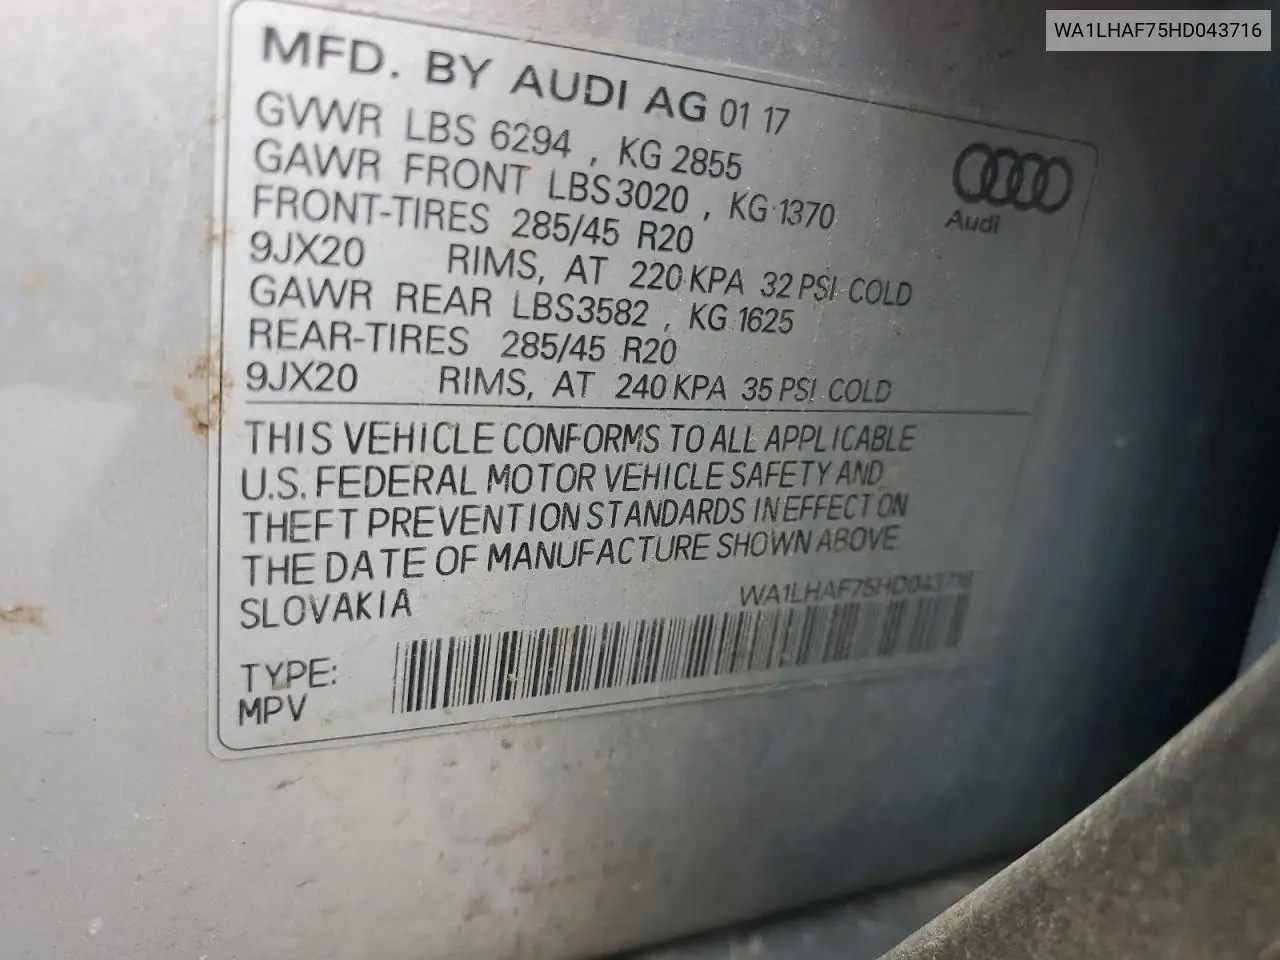 WA1LHAF75HD043716
MFD. BY AUDI AG 01 17
GVWR LBS 6294 , KG 2855
GAWR FRONT LBS 3020 , KG 1370
FRONT-TIRES 285/45 R20
9JX20 RIMS, AT 220 KPA 32 PSI COLD
GAWR REAR LBS 3582 , KG 1625
REAR-TIRES 285/45 R20
9JX20 RIMS, AT 240 KPA 35 PSI COLD
Audi
THIS VEHICLE CONFORMS TO ALL APPLICABLE
U.S. FEDERAL MOTOR VEHICLE SAFETY AND
THEFT PREVENTION STANDARDS IN EFFECT ON
THE DATE OF MANUFACTURE SHOWN ABOVE
SLOVAKIA
WA1LHAF75HD043716
TYPE:
MPV